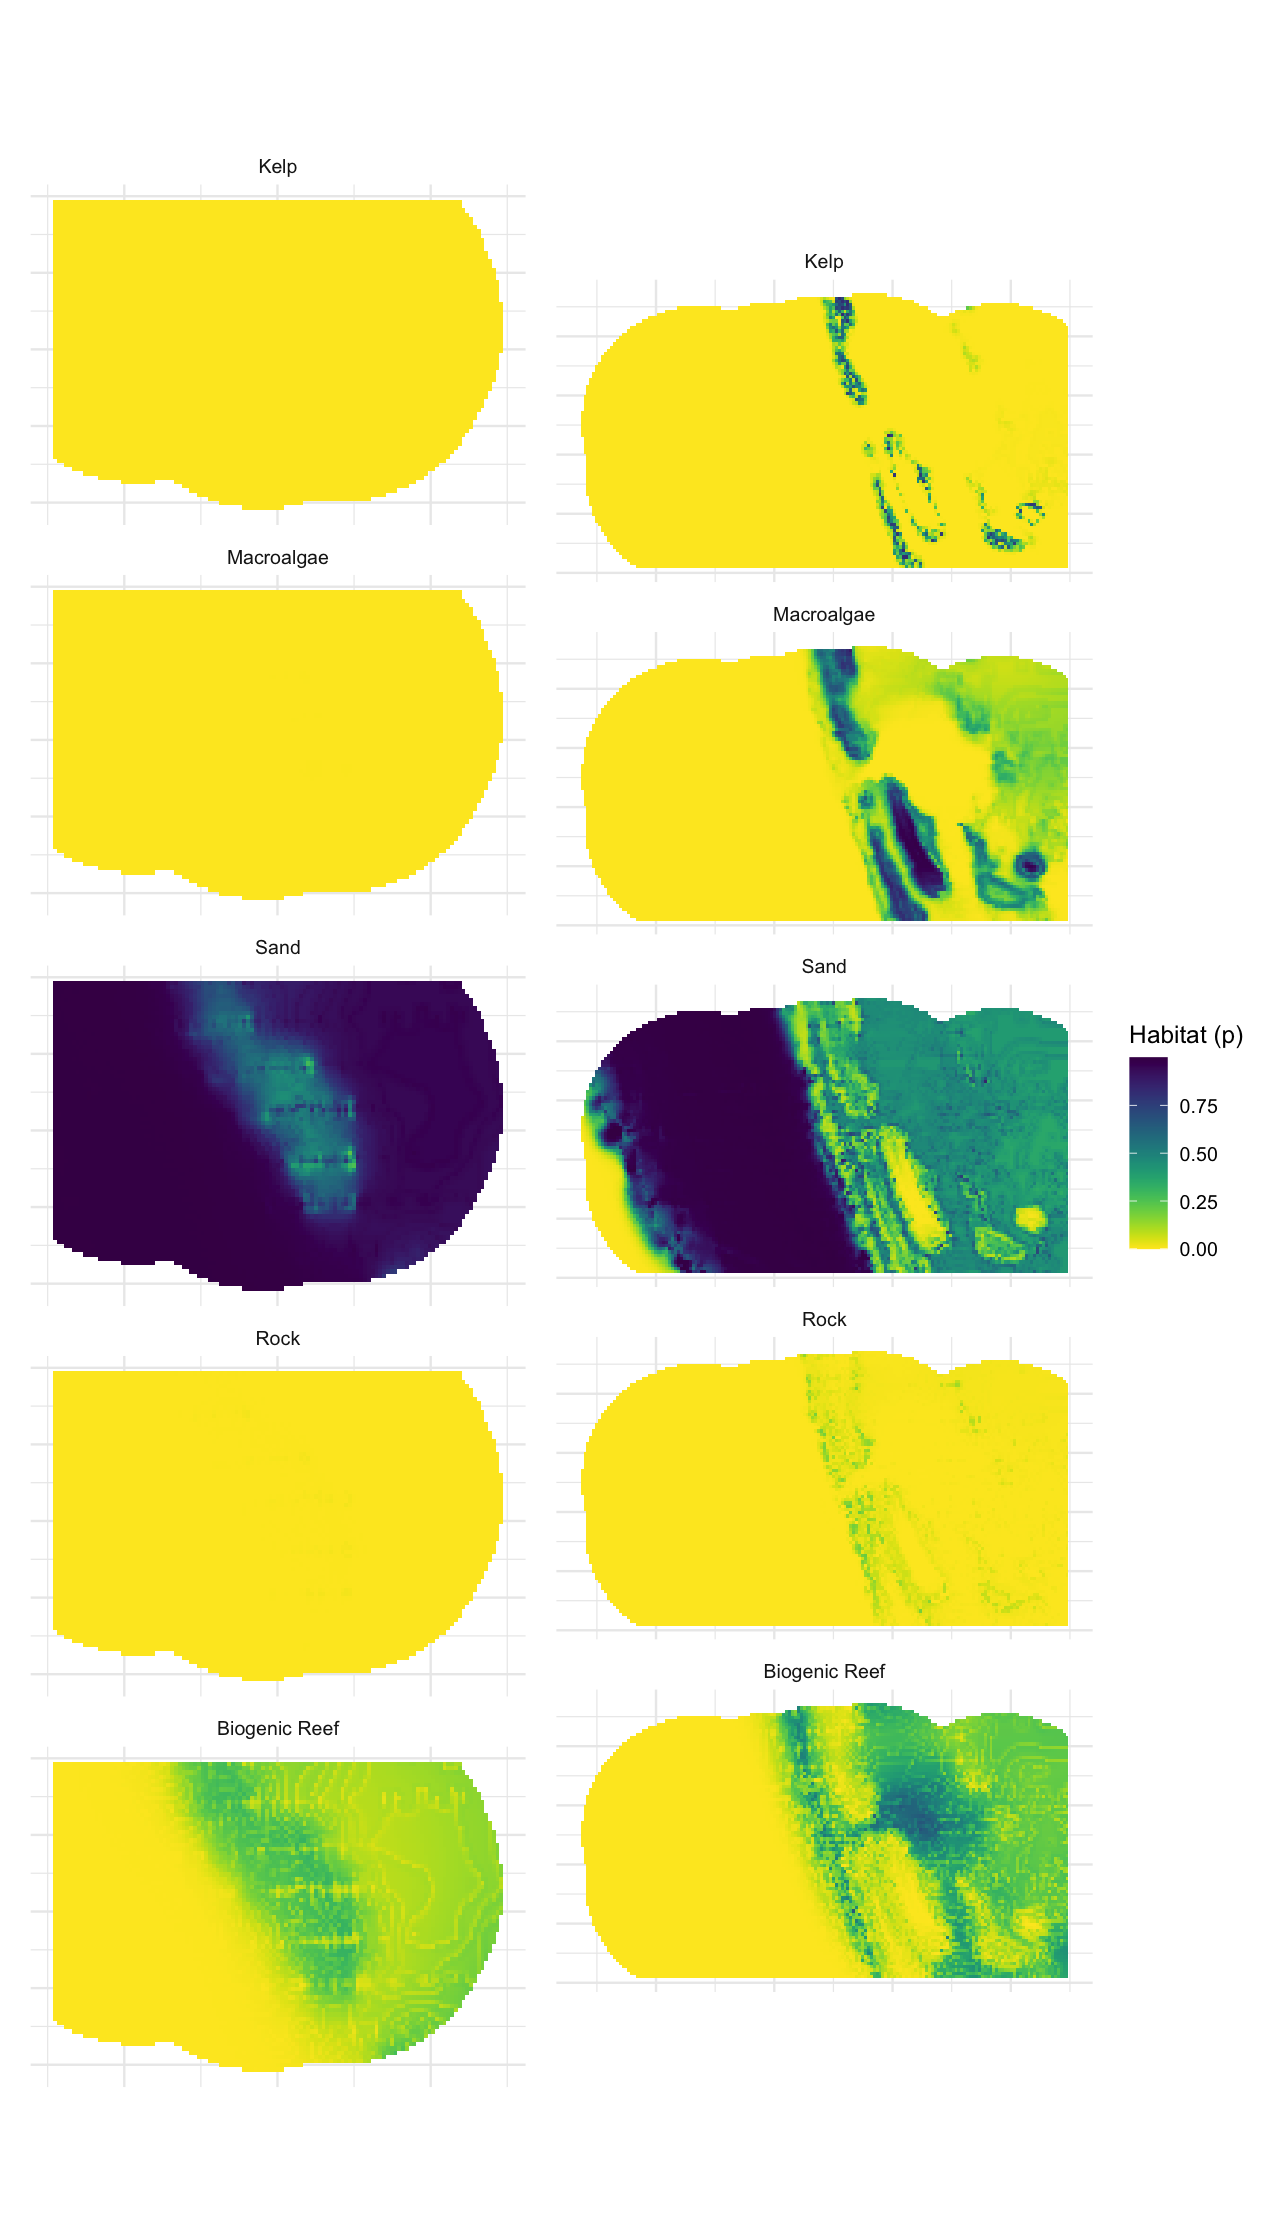 Kelp
Macroalgae
Sand
Rock
Biogenic Reef
Kelp
Macroalgae
Sand
Rock
Biogenic Reef
Habitat (p)
0.75
0.50
0.25
0.00